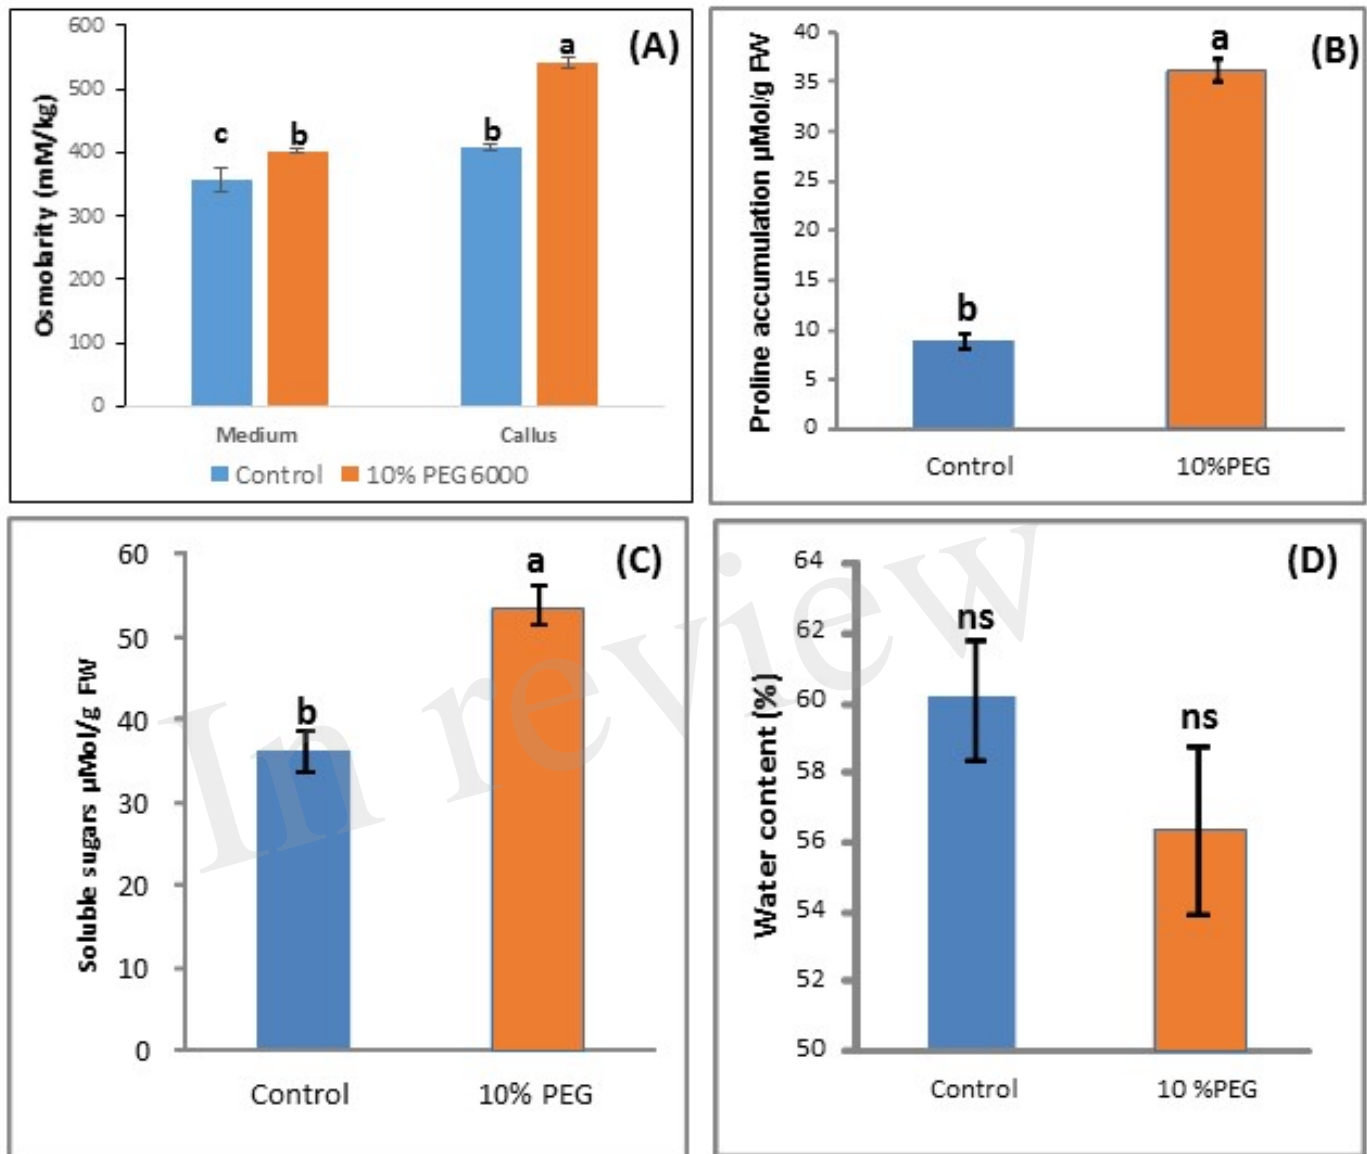 (A)
Osmolarity (mM/kg)
600
500
400
300
200
100
0
c
b
b
a
Medium
Callus
Control
10% PEG6000
(B)
Proline accumulation µMol/g FW
40
35
30
25
20
15
10
5
0
b
a
Control
10%PEG
(C)
Soluble sugars µMol/g FW
60
50
40
30
20
10
0
b
a
Control
10% PEG
(D)
Water content (%)
64
62
60
58
56
54
52
50
ns
ns
Control
10 %PEG
In review